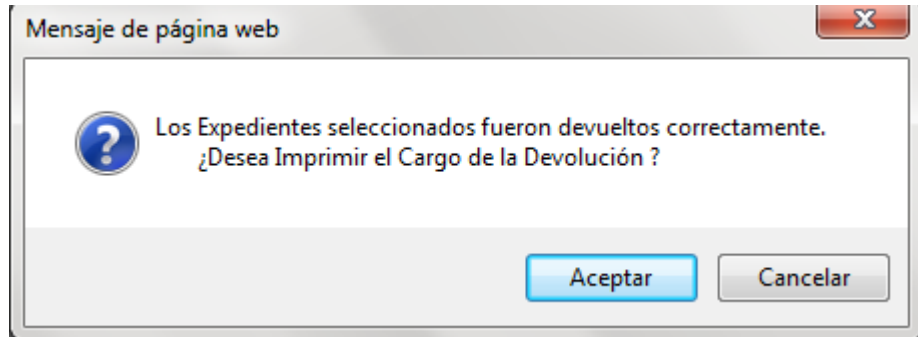 Mensaje de página web
Los Expedientes seleccionados fueron devueltos correctamente.
¿Desea Imprimir el Cargo de la Devolución ?
Aceptar
Cancelar